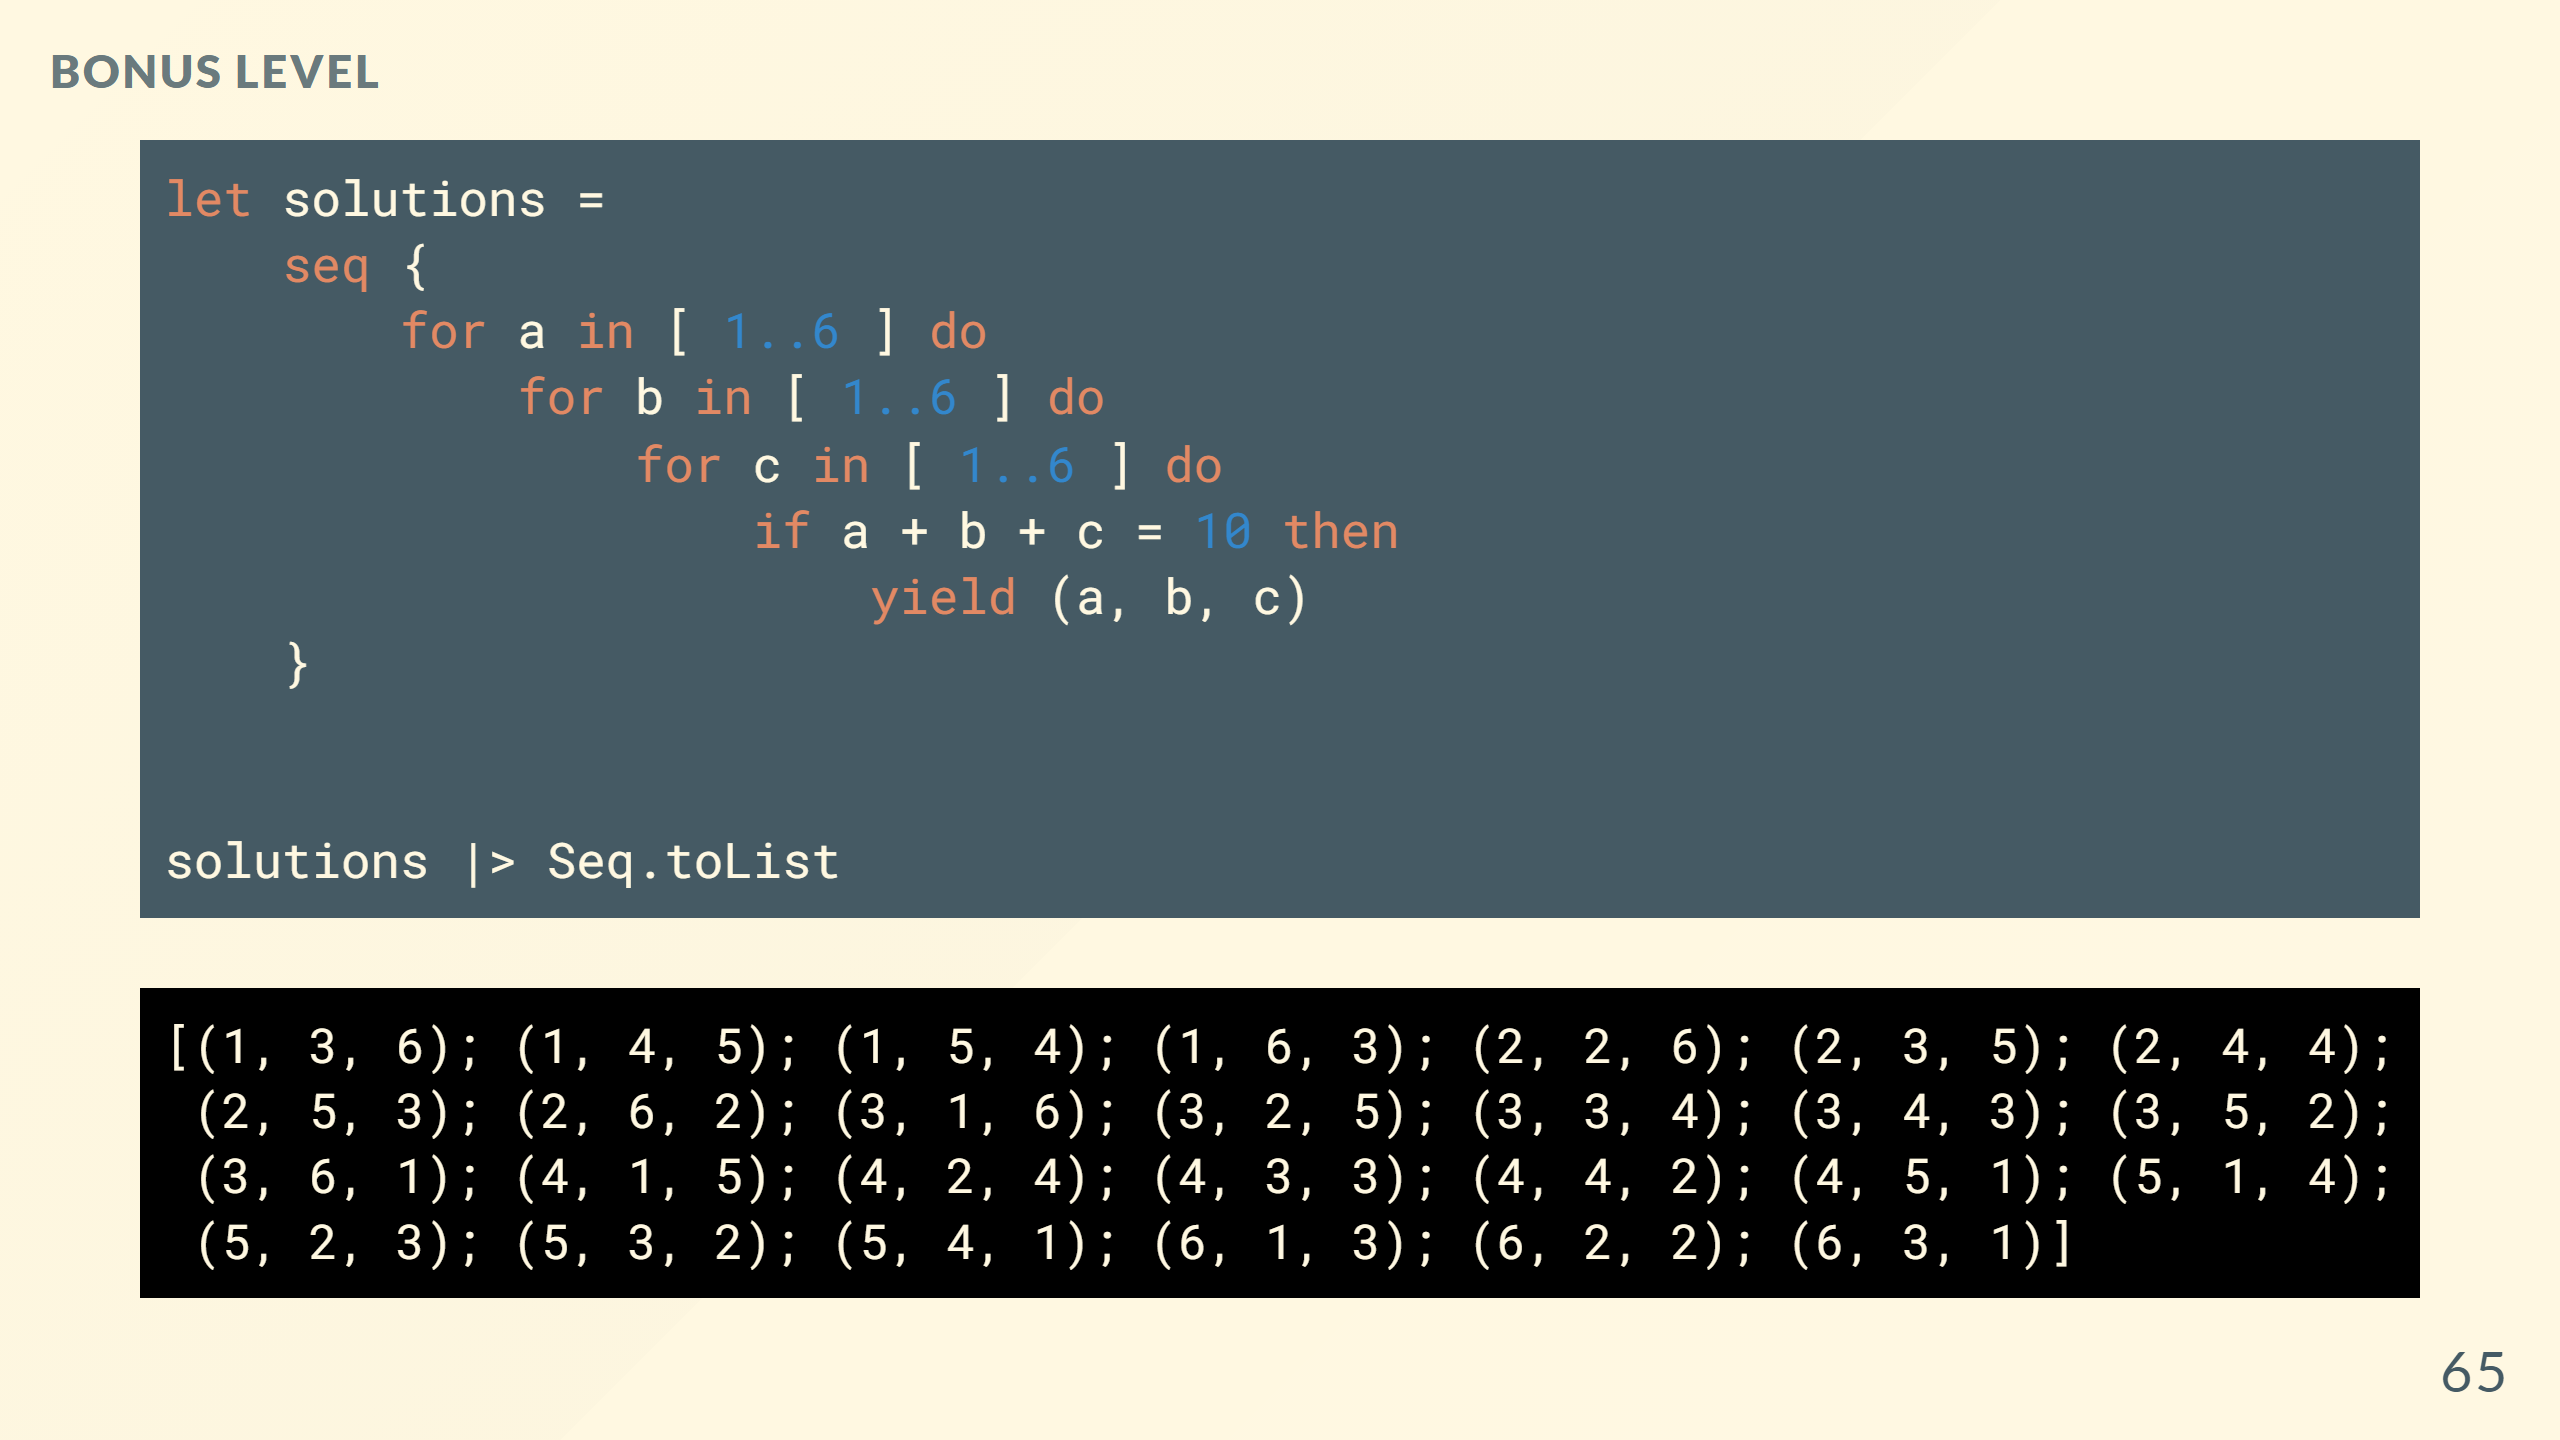 BONUS LEVEL
let solutions =
    seq {
        for a in [ 1..6 ] do
            for b in [ 1..6 ] do
                for c in [ 1..6 ] do
                    if a + b + c = 10 then
                        yield (a, b, c)
    }
solutions |> Seq.toList
[(1, 3, 6); (1, 4, 5); (1, 5, 4); (1, 6, 3); (2, 2, 6); (2, 3, 5); (2, 4, 4);
 (2, 5, 3); (2, 6, 2); (3, 1, 6); (3, 2, 5); (3, 3, 4); (3, 4, 3); (3, 5, 2);
 (3, 6, 1); (4, 1, 5); (4, 2, 4); (4, 3, 3); (4, 4, 2); (4, 5, 1); (5, 1, 4);
 (5, 2, 3); (5, 3, 2); (5, 4, 1); (6, 1, 3); (6, 2, 2); (6, 3, 1)]
65